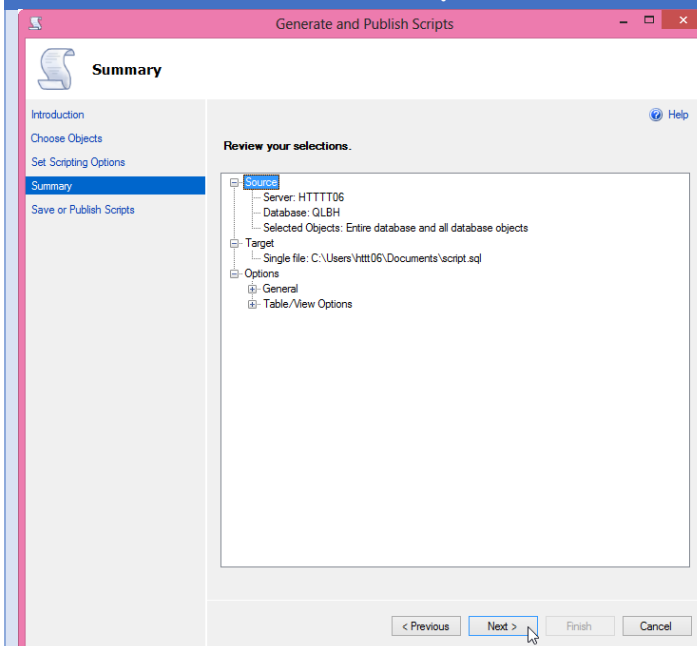 Generate and Publish Scripts
Summary
Introduction
Choose Objects
Set Scripting Options
Summary
Save or Publish Scripts
Help
Review your selections.
Source
Server: HTTTT06
Database: QLBH
Selected Objects: Entire database and all database objects
Target
Single file: C:\Users\httt06\Documents\script.sql
Options
General
Table/View Options
< Previous
Next >
Finish
Cancel